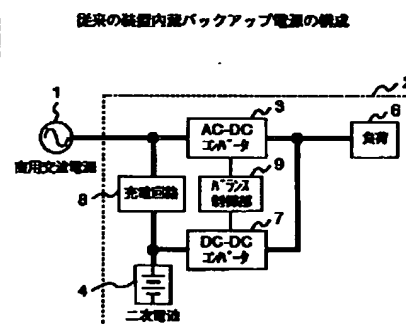 従来の装置内蔵バックアップ電源の構成
1
2
3
6
AC-DC
コンバータ
負荷
商用交流電源
8
充電回路
9
バランス
制御部
7
DC-DC
コンバータ
4
二次電池